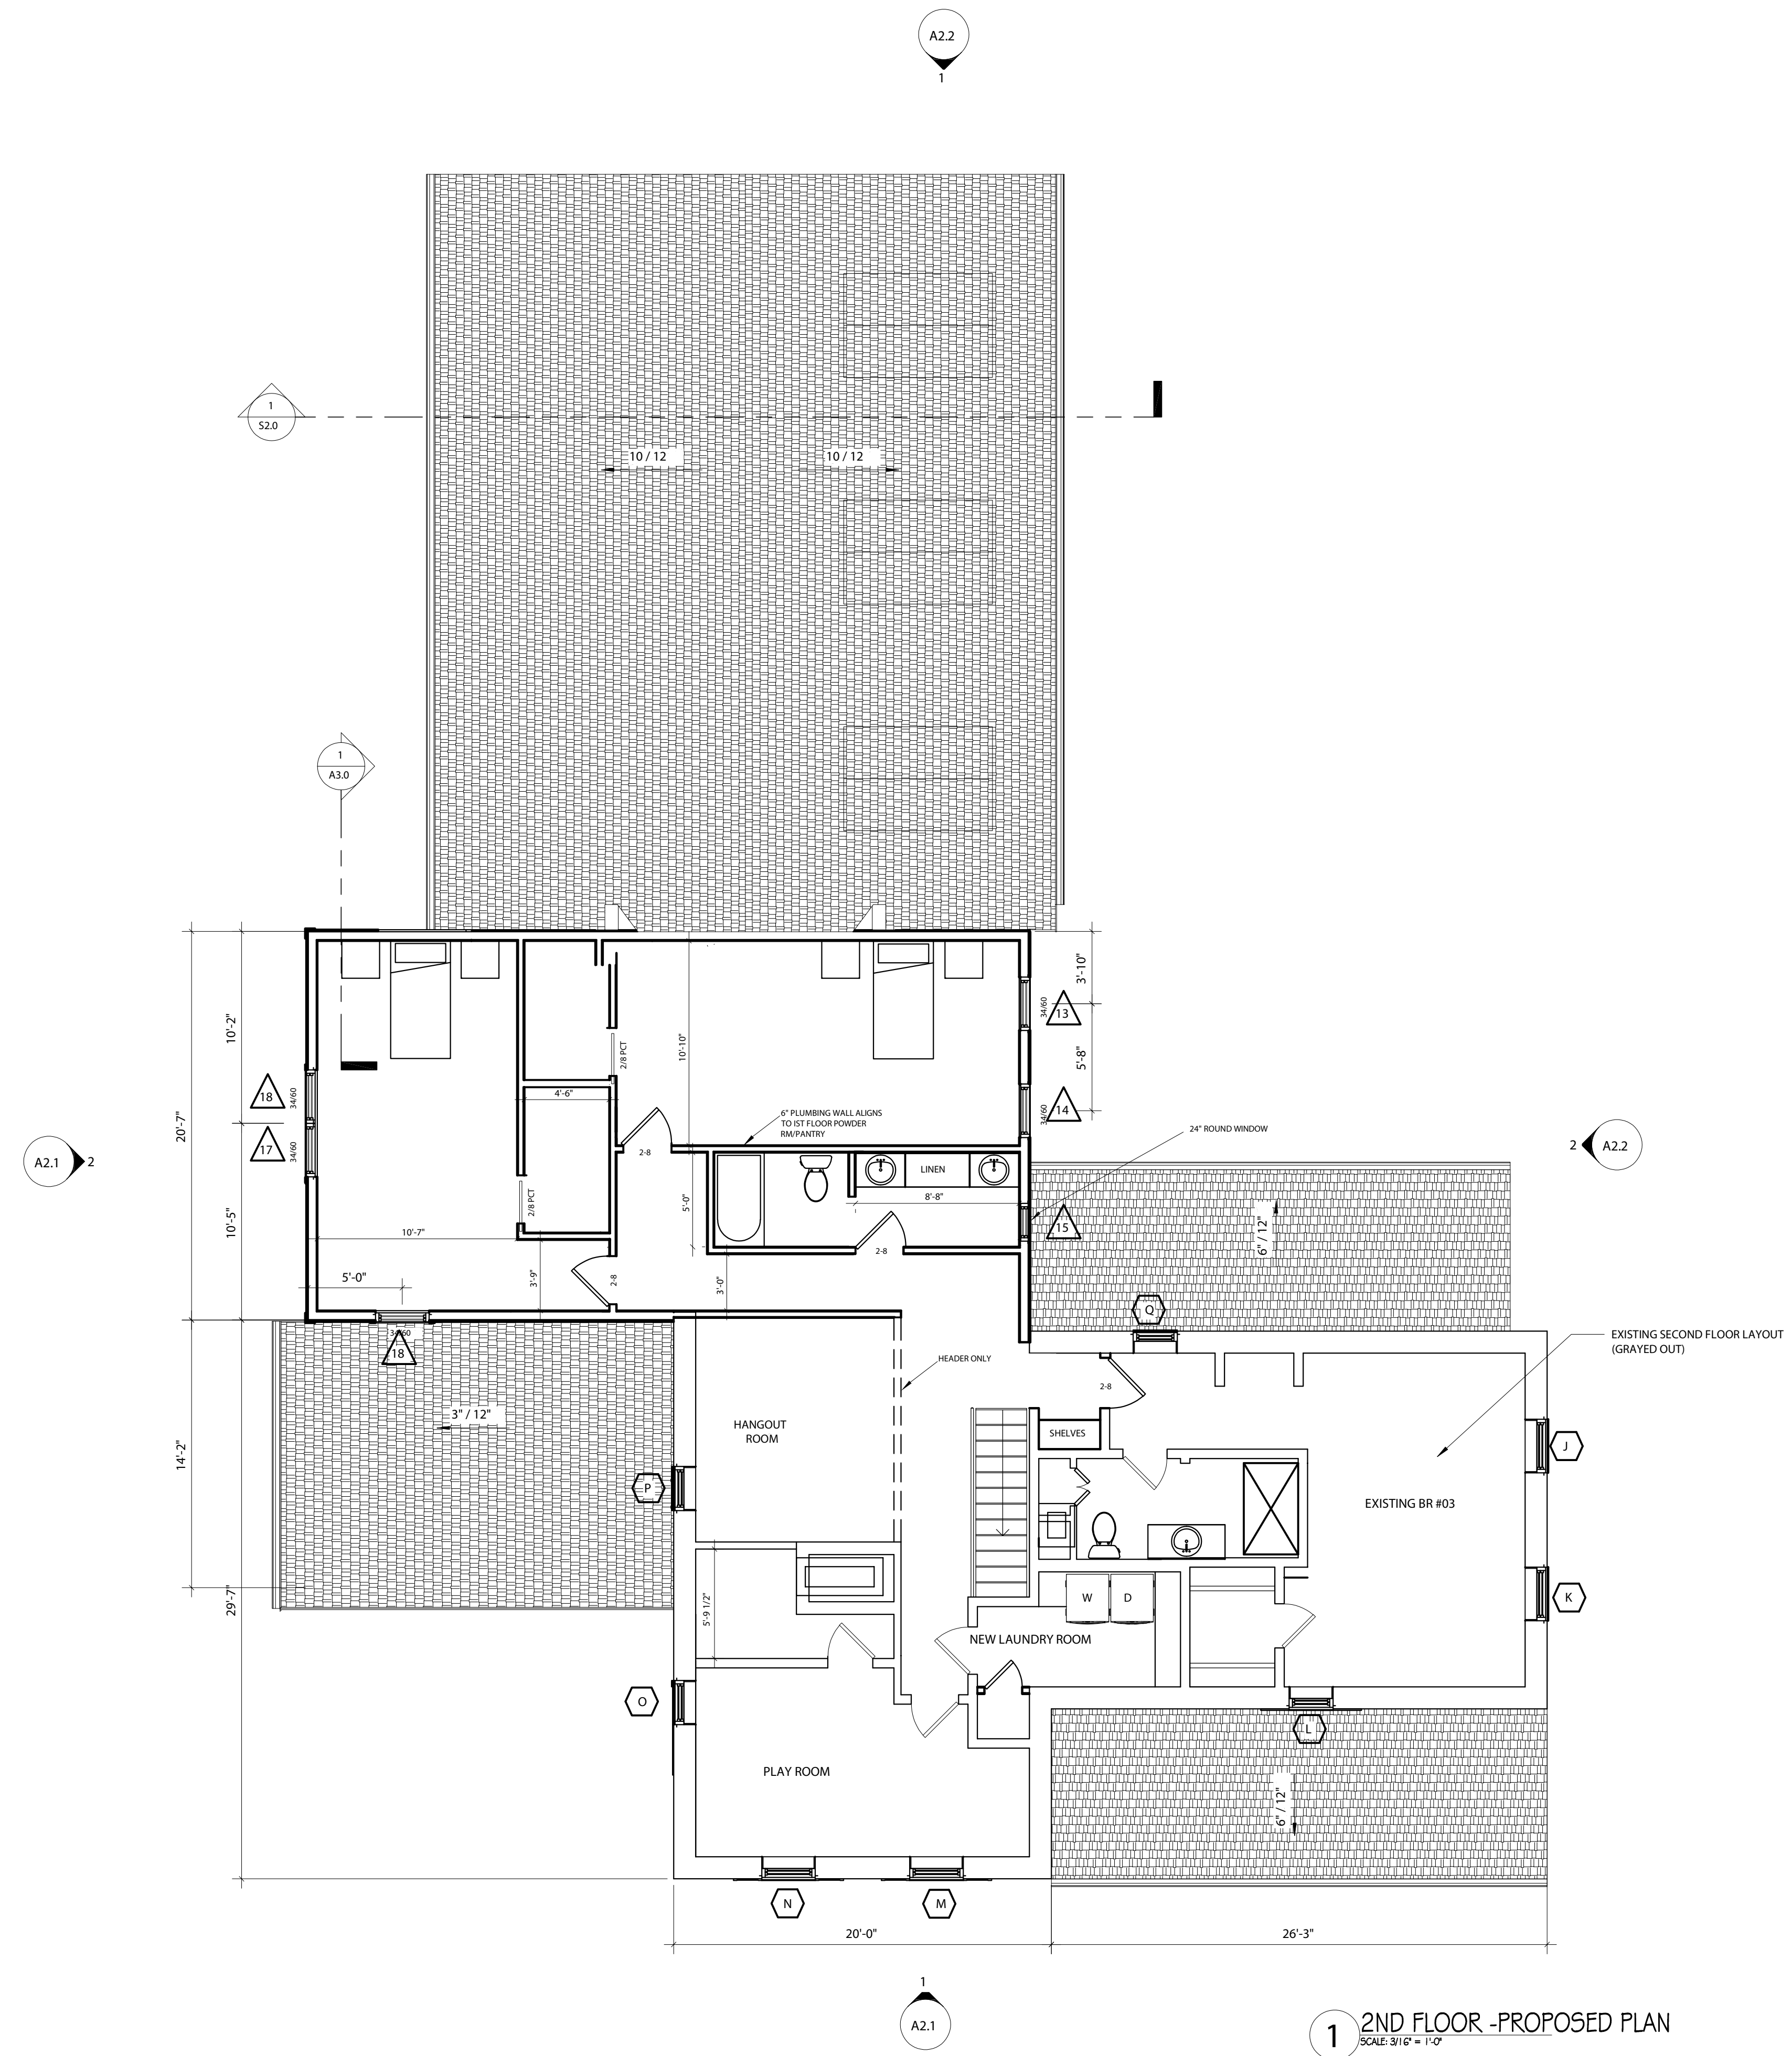 A2.2
1
1
S2.0
10 / 12
10 / 12
1
A3.0
10'-2"
20'-7"
10'-5"
18
34/60
17
34/60
3'-10"
34/60
13
5'-8"
34/60
14
10'-10"
2/8 PCT
4'-6"
6" PLUMBING WALL ALIGNS
TO IST FLOOR POWDER
RM/PANTRY
24" ROUND WINDOW
A2.1
2
2
A2.2
2-8
LINEN
8'-8"
5'-0"
2/8 PCT
15
6" / 12"
10'-7"
2-8
5'-0"
3'-9"
2-8
3'-0"
34/60
18
Q
EXISTING SECOND FLOOR LAYOUT
(GRAYED OUT)
HEADER ONLY
2-8
3" / 12"
HANGOUT
ROOM
SHELVES
14'-2"
J
P
EXISTING BR #03
29'-7"
5'-9 1/2"
W
D
K
NEW LAUNDRY ROOM
O
L
PLAY ROOM
6" / 12"
N
M
20'-0"
26'-3"
1
A2.1
1
2ND FLOOR -PROPOSED PLAN
SCALE: 3/16" = 1'-0"